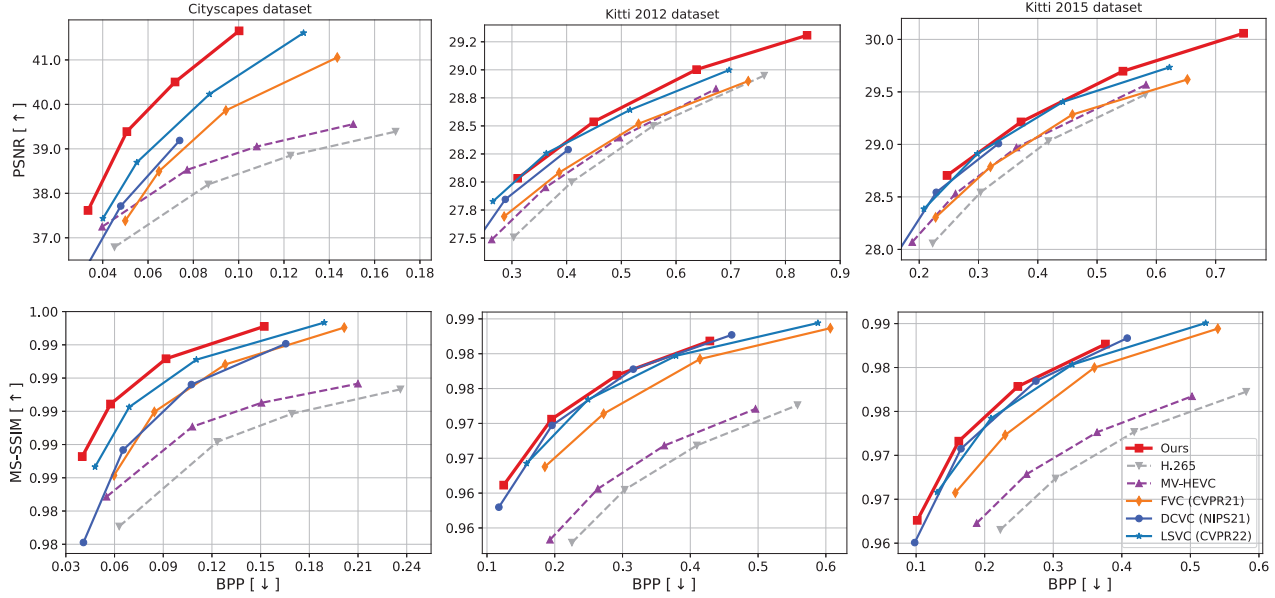 Cityscapes dataset
Kitti 2012 dataset
Kitti 2015 dataset
PSNR [ ↑ ]
41.0
40.0
39.0
38.0
37.0
0.04 0.06 0.08 0.10 0.12 0.14 0.16 0.18
29.2
29.0
28.8
28.5
28.2
28.0
27.8
27.5
0.3 0.4 0.5 0.6 0.7 0.8 0.9
30.0
29.5
29.0
28.5
28.0
0.2 0.3 0.4 0.5 0.6 0.7
MS-SSIM [ ↑ ]
1.00
0.99
0.99
0.99
0.99
0.99
0.98
0.98
0.03 0.06 0.09 0.12 0.15 0.18 0.21 0.24
BPP [ ↓ ]
0.99
0.98
0.98
0.97
0.97
0.96
0.96
0.1 0.2 0.3 0.4 0.5 0.6
BPP [ ↓ ]
0.99
0.98
0.98
0.97
0.97
0.96
0.1 0.2 0.3 0.4 0.5 0.6
BPP [ ↓ ]
Ours
H.265
MV-HEVC
FVC (CVPR21)
DCVC (NIPS21)
LSVC (CVPR22)